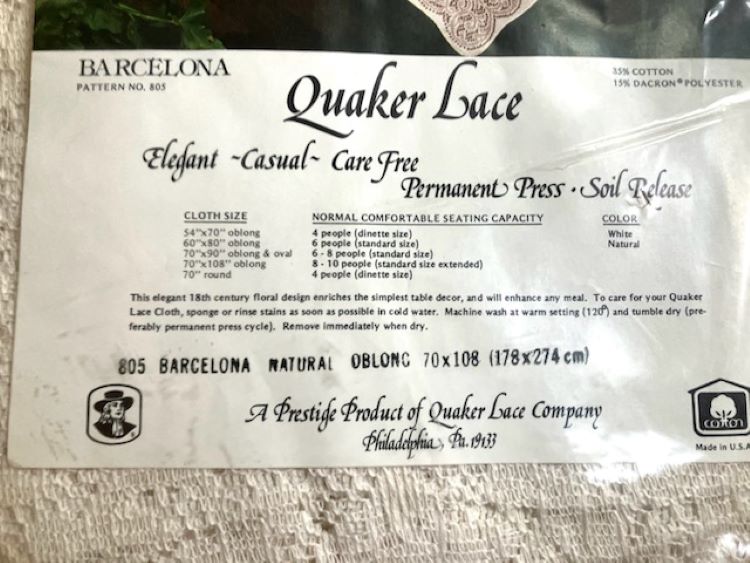 BARCELONA
PATTERN NO. 805
Quaker Lace
85% COTTON
15% DACRON® POLYESTER
Elegant ~Casual~ Care Free
Permanent Press · Soil Release
CLOTH SIZE NORMAL COMFORTABLE SEATING CAPACITY COLOR
54"x70" oblong 4 people (dinette size) White
60"x80" oblong 6 people (standard size) Natural
70"x90" oblong & oval 6 - 8 people (standard size)
70"x108" oblong 8 - 10 people (standard size extended)
70" round 4 people (dinette size)
This elegant 18th century floral design enriches the simplest table decor, and will enhance any meal. To care for your Quaker
Lace Cloth, sponge or rinse stains as soon as possible in cold water. Machine wash at warm setting (120°) and tumble dry (pre-
ferably permanent press cycle). Remove immediately when dry.
805 BARCELONA NATURAL OBLONG 70x108 (178x274cm)
A Prestige Product of Quaker Lace Company
Philadelphia, Pa. 19133
®
cotton
Made in U.S.A